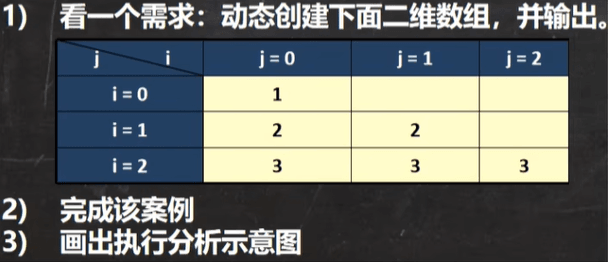 1) 看一个需求：动态创建下面二维数组，并输出。
j i j = 0 j = 1 j = 2
i = 0 1
i = 1 2 2
i = 2 3 3 3
2) 完成该案例
3) 画出执行分析示意图